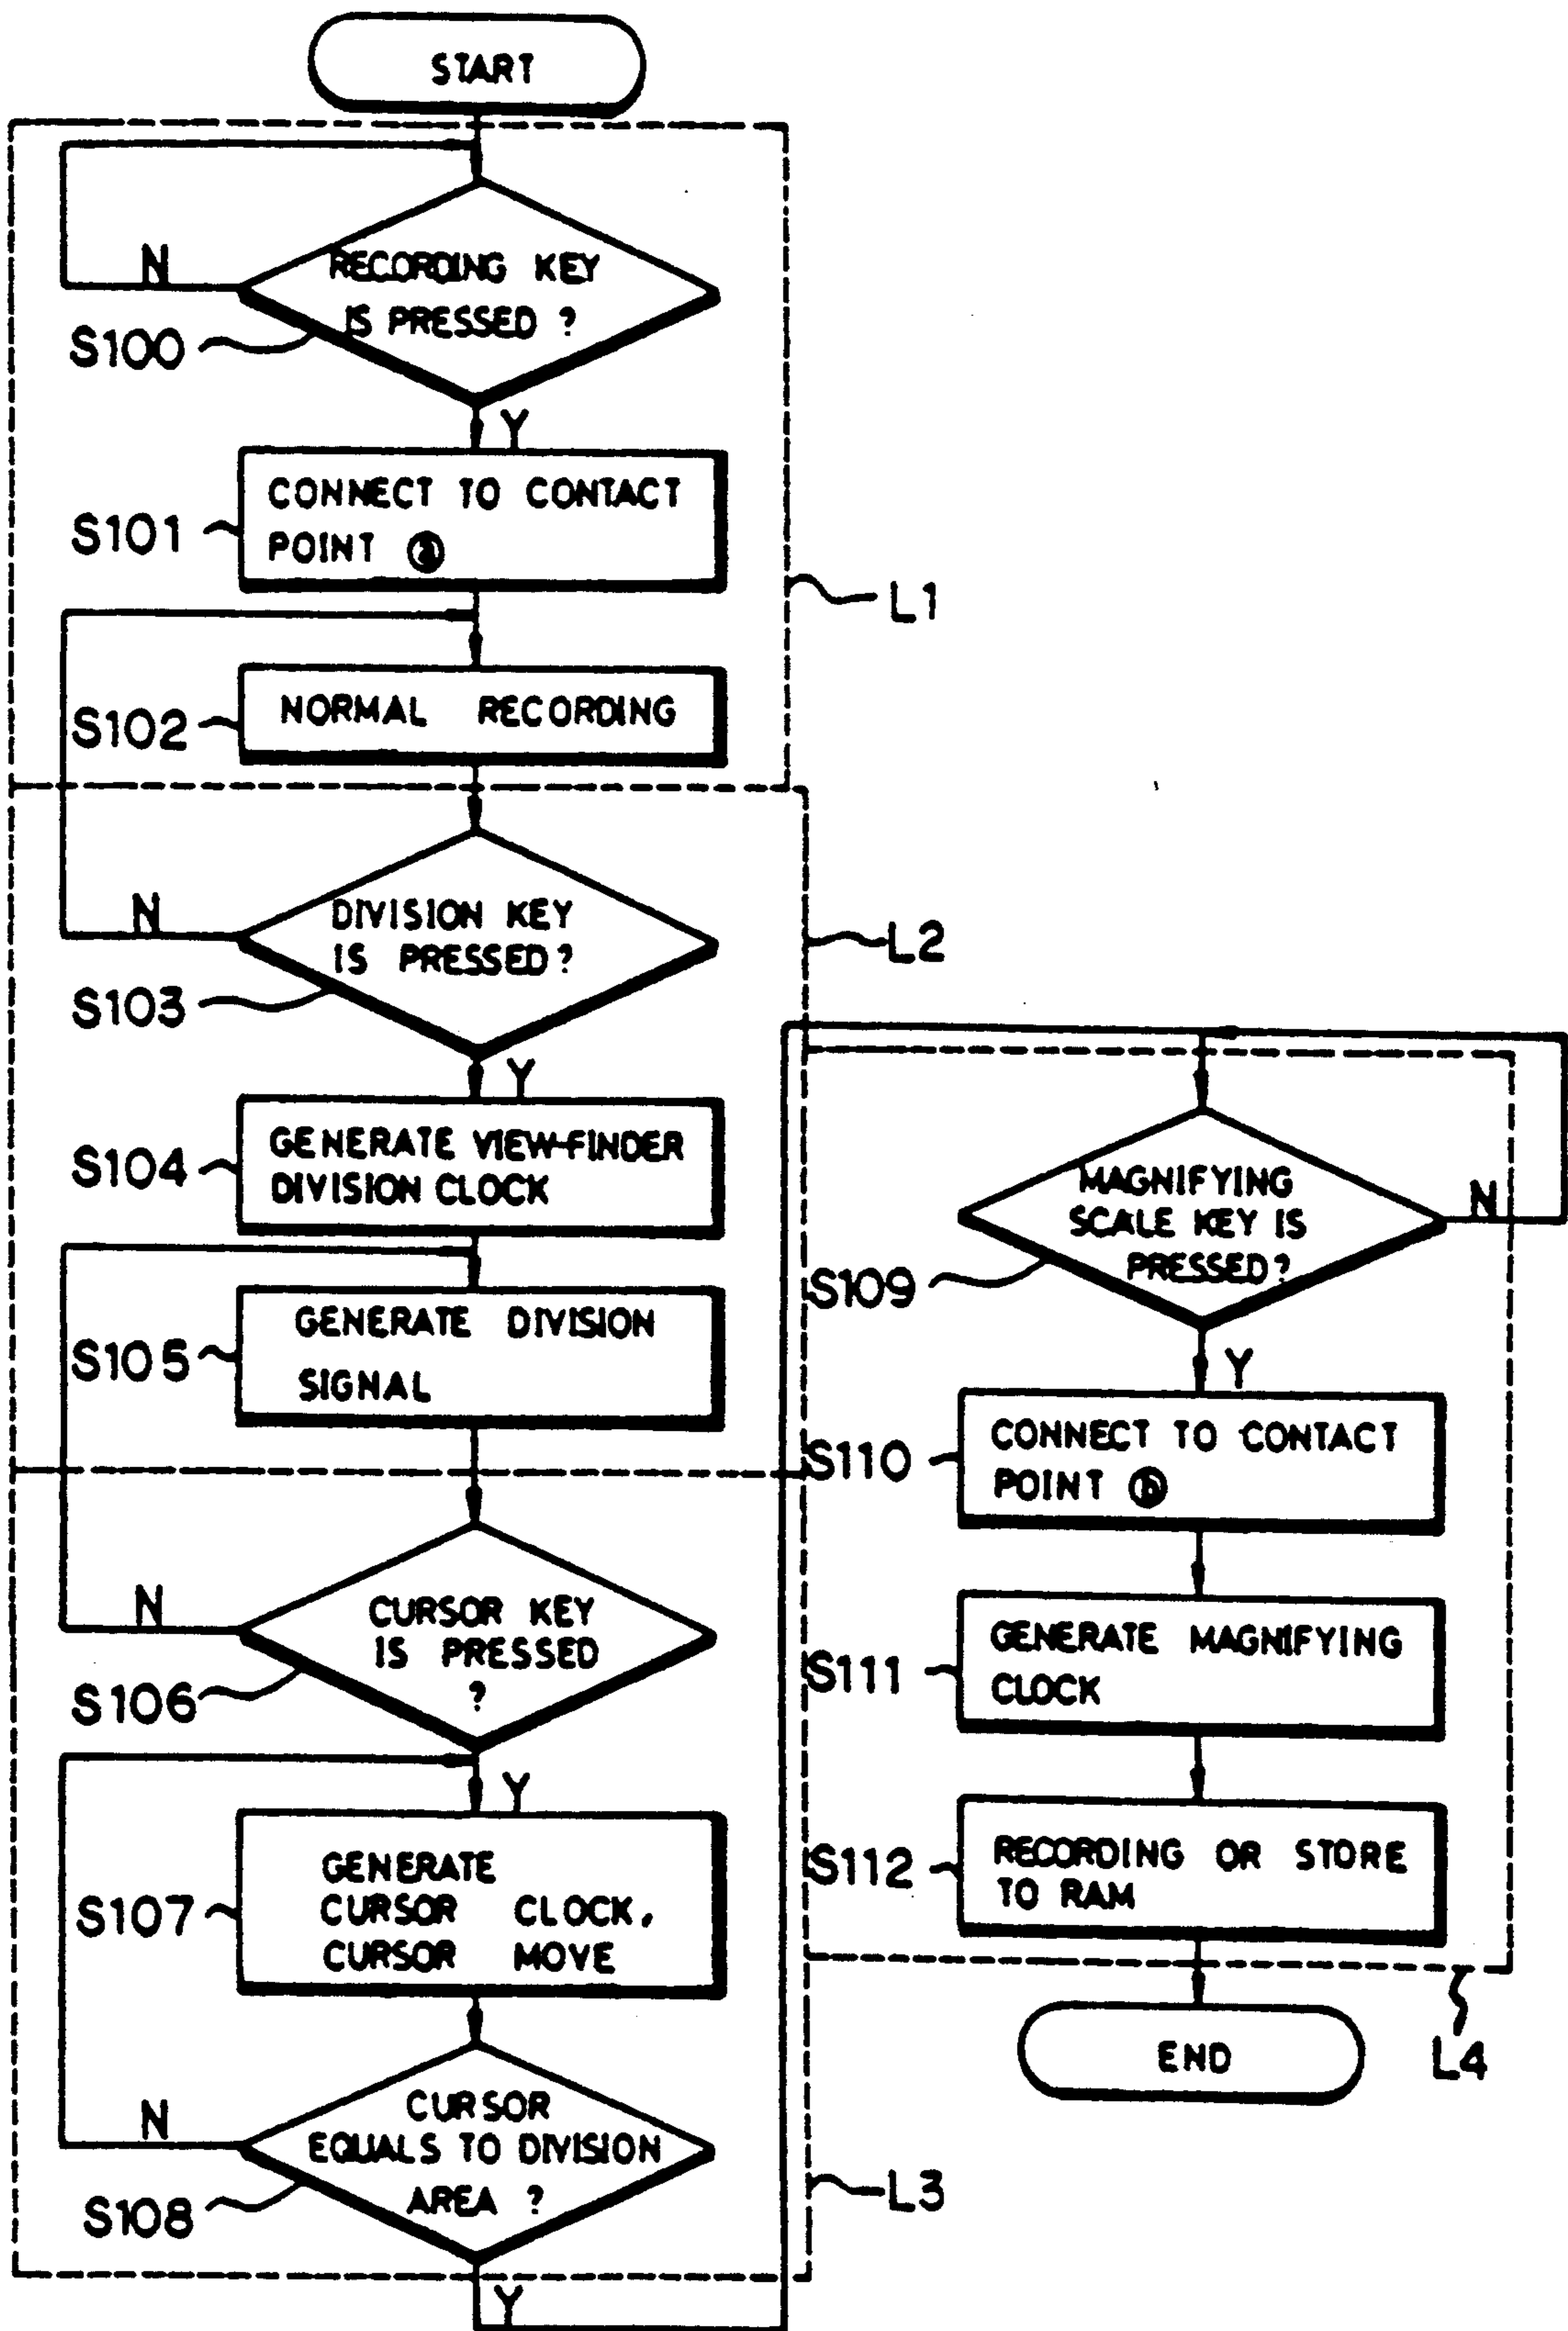 START
N
RECORDING KEY
IS PRESSED ?
S100
Y
CONNECT TO CONTACT
POINT ⓐ
S101
L1
NORMAL RECORDING
S102
N
DIVISION KEY
IS PRESSED?
S103
L2
Y
GENERATE VIEW-FINDER
DIVISION CLOCK
S104
GENERATE DIVISION
SIGNAL
S105
N
CURSOR KEY
IS PRESSED
?
S106
Y
GENERATE
CURSOR CLOCK,
CURSOR MOVE
S107
N
CURSOR
EQUALS TO DIVISION
AREA ?
S108
L3
Y
MAGNIFYING
SCALE KEY IS
PRESSED?
N
S109
Y
CONNECT TO CONTACT
POINT ⓑ
S110
GENERATE MAGNIFYING
CLOCK
S111
RECORDING OR STORE
TO RAM
S112
END
L4